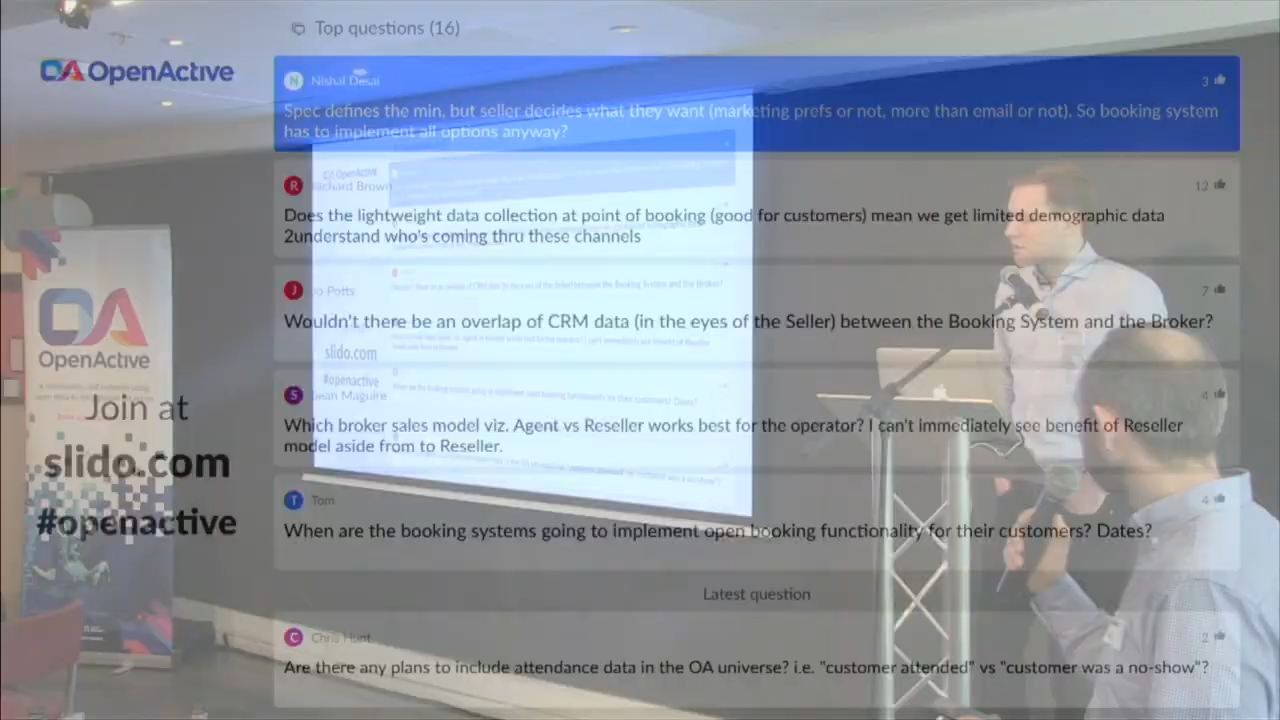 Top questions (16)
OpenActive
Nishal Desai
3
Spec defines the min, but seller decides what they want (marketing prefs or not, more than email or not). So booking system
has to implement all options anyway?
Richard Brown
12
Does the lightweight data collection at point of booking (good for customers) mean we get limited demographic data
2understand who's coming thru these channels
Jo Potts
7
Wouldn't there be an overlap of CRM data (in the eyes of the Seller) between the Booking System and the Broker?
Sean Maguire
4
Which broker sales model viz. Agent vs Reseller works best for the operator? I can't immediately see benefit of Reseller
model aside from to Reseller.
Tom
4
When are the booking systems going to implement open booking functionality for their customers? Dates?
Latest question
Chris Hunt
2
Are there any plans to include attendance data in the OA universe? i.e. "customer attended" vs "customer was a no-show"?
Join at
slido.com
#openactive
OpenActive
slido.com
#openactive